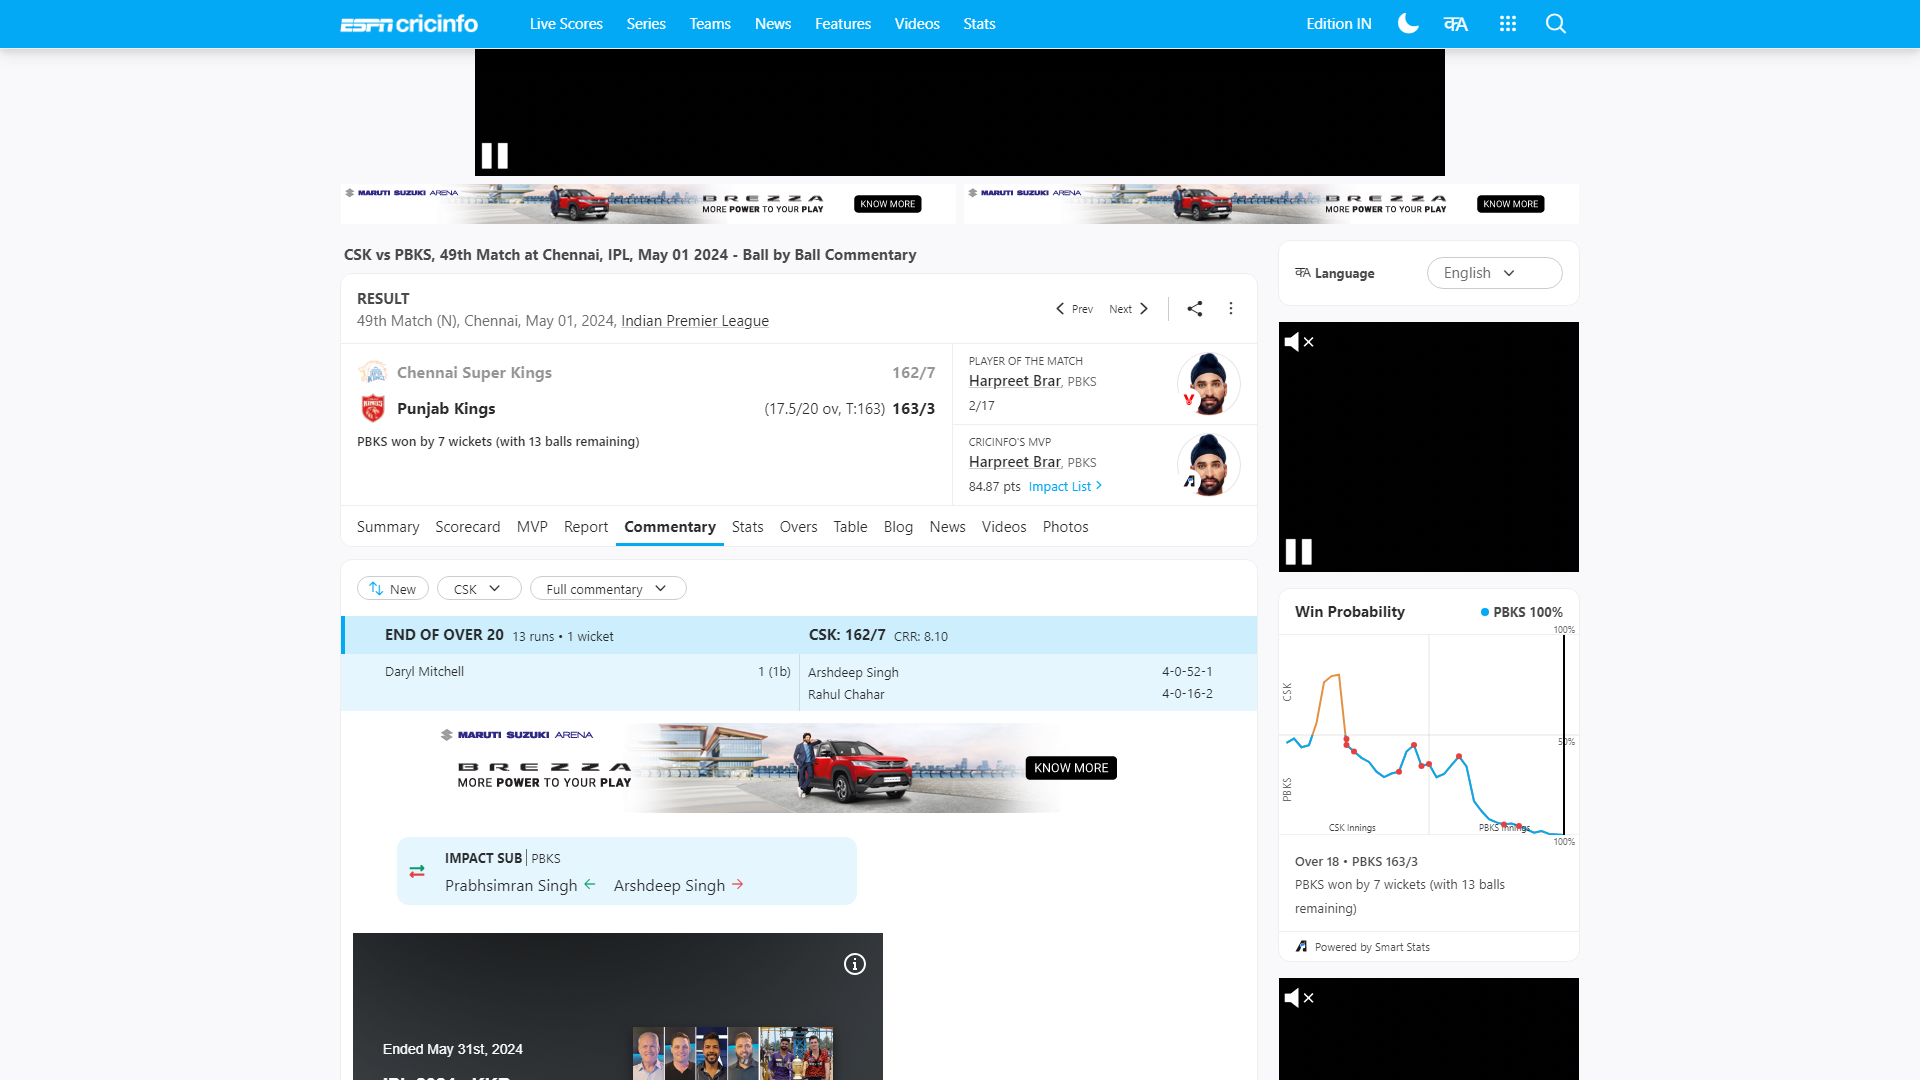 ESPN cricinfo
Live Scores Series Teams News Features Videos Stats
Edition IN क/A
MARUTI SUZUKI ARENA
BREZZA
MORE POWER TO YOUR PLAY
KNOW MORE
MARUTI SUZUKI ARENA
BREZZA
MORE POWER TO YOUR PLAY
KNOW MORE
CSK vs PBKS, 49th Match at Chennai, IPL, May 01 2024 - Ball by Ball Commentary
RESULT
49th Match (N), Chennai, May 01, 2024, Indian Premier League
Prev Next
Chennai Super Kings 162/7
Punjab Kings (17.5/20 ov, T:163) 163/3
PBKS won by 7 wickets (with 13 balls remaining)
PLAYER OF THE MATCH
Harpreet Brar, PBKS
2/17
CRICINFO'S MVP
Harpreet Brar, PBKS
84.87 pts Impact List
Summary Scorecard MVP Report Commentary Stats Overs Table Blog News Videos Photos
New CSK Full commentary
END OF OVER 20 13 runs • 1 wicket CSK: 162/7 CRR: 8.10
Daryl Mitchell 1 (1b) Arshdeep Singh 4-0-52-1
Rahul Chahar 4-0-16-2
MARUTI SUZUKI ARENA
BREZZA
MORE POWER TO YOUR PLAY
KNOW MORE
IMPACT SUB PBKS
Prabhsimran Singh Arshdeep Singh
Ended May 31st, 2024
क/A Language English
Win Probability PBKS 100%
100%
CSK
50%
PBKS
CSK Innings PBKS Innings
100%
Over 18 • PBKS 163/3
PBKS won by 7 wickets (with 13 balls
remaining)
Powered by Smart Stats